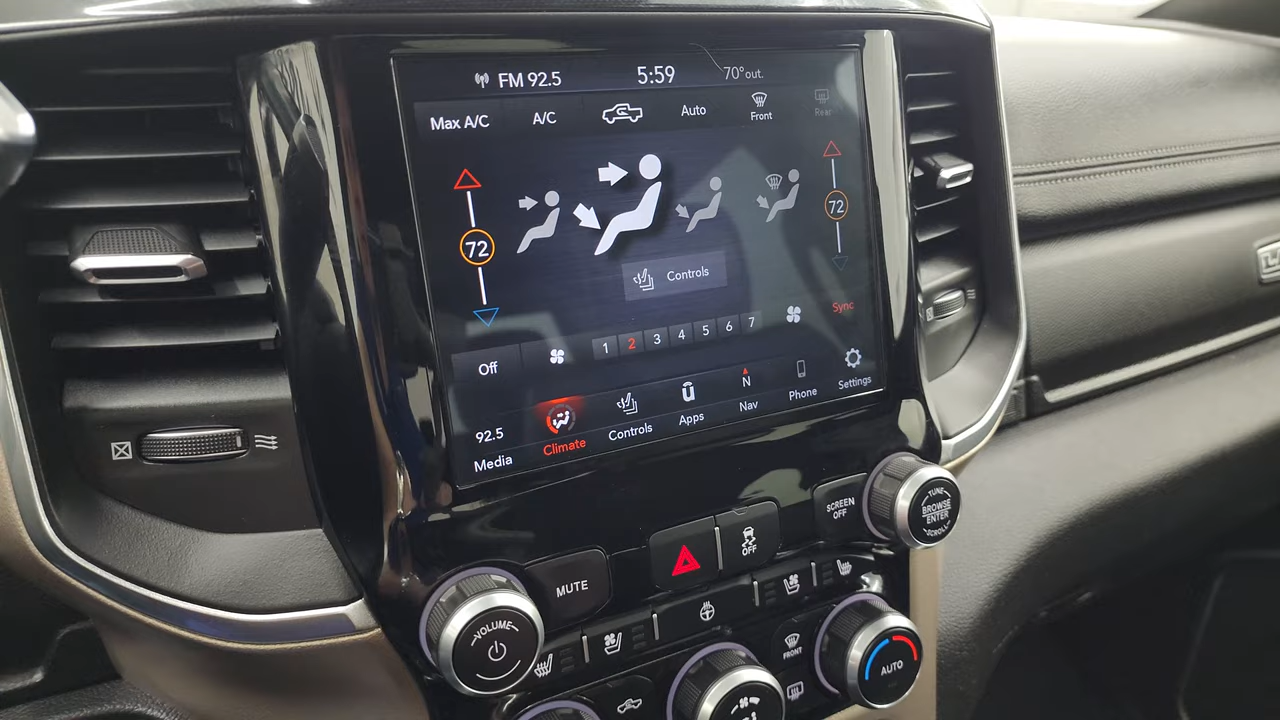 FM 92.5 5:59 70° out.
Max A/C A/C Auto Front Rear
72 72
Controls
Sync
Off 1 2 3 4 5 6 7
92.5
Media Climate Controls Apps N Nav Phone Settings
SCREEN
OFF
TUNE
BROWSE
ENTER
SCROLL
OFF
MUTE
VOLUME
FRONT
AUTO